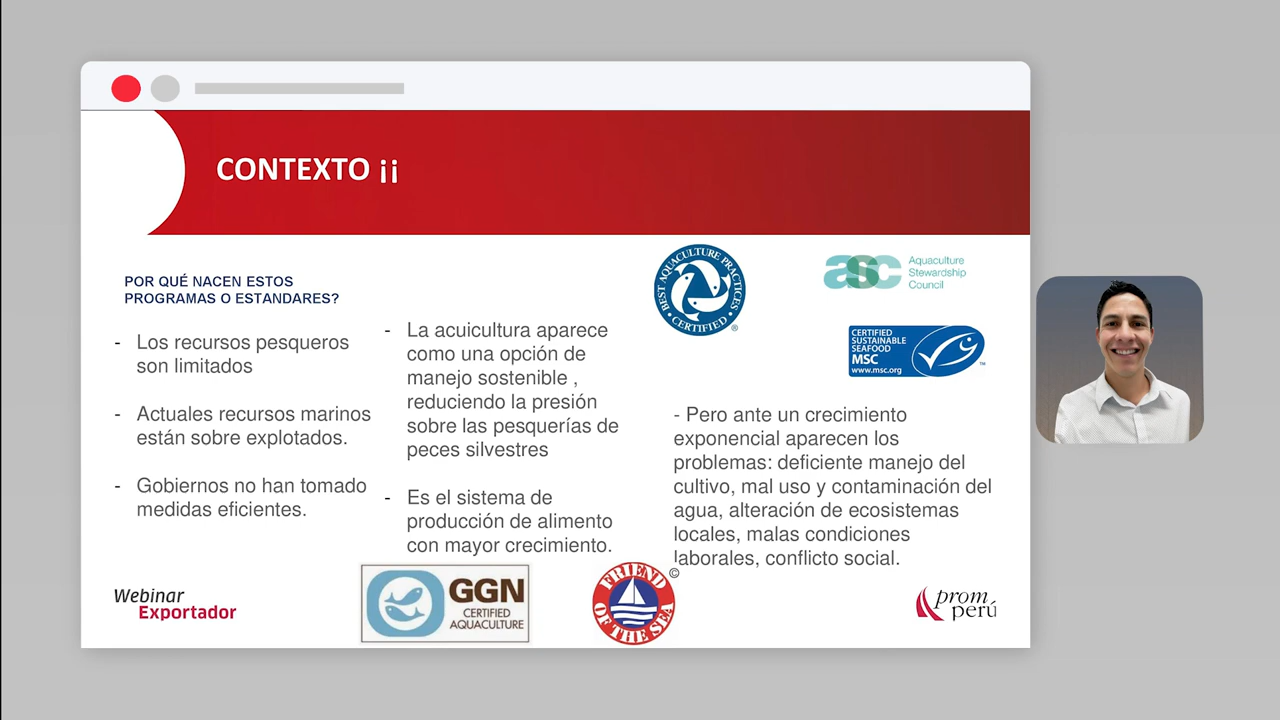 CONTEXTO ¡¡
POR QUÉ NACEN ESTOS
PROGRAMAS O ESTANDARES?
- Los recursos pesqueros
son limitados
- Actuales recursos marinos
están sobre explotados.
- Gobiernos no han tomado
medidas eficientes.
- La acuicultura aparece
como una opción de
manejo sostenible ,
reduciendo la presión
sobre las pesquerías de
peces silvestres
- Es el sistema de
producción de alimento
con mayor crecimiento.
BEST AQUACULTURE PRACTICES
• CERTIFIED •
®
asc
Aquaculture
Stewardship
Council
CERTIFIED
SUSTAINABLE
SEAFOOD
MSC
www.msc.org
™
- Pero ante un crecimiento
exponencial aparecen los
problemas: deficiente manejo del
cultivo, mal uso y contaminación del
agua, alteración de ecosistemas
locales, malas condiciones
laborales, conflicto social.
Webinar
Exportador
GGN
CERTIFIED
AQUACULTURE
FRIEND
OF THE SEA
©
prom
perú